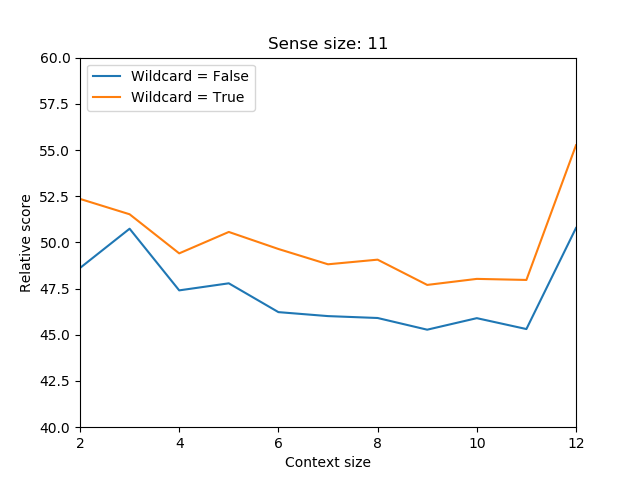 Sense size: 11
60.0
57.5
55.0
52.5
50.0
47.5
45.0
42.5
40.0
Relative score
Wildcard = False
Wildcard = True
2 4 6 8 10 12
Context size